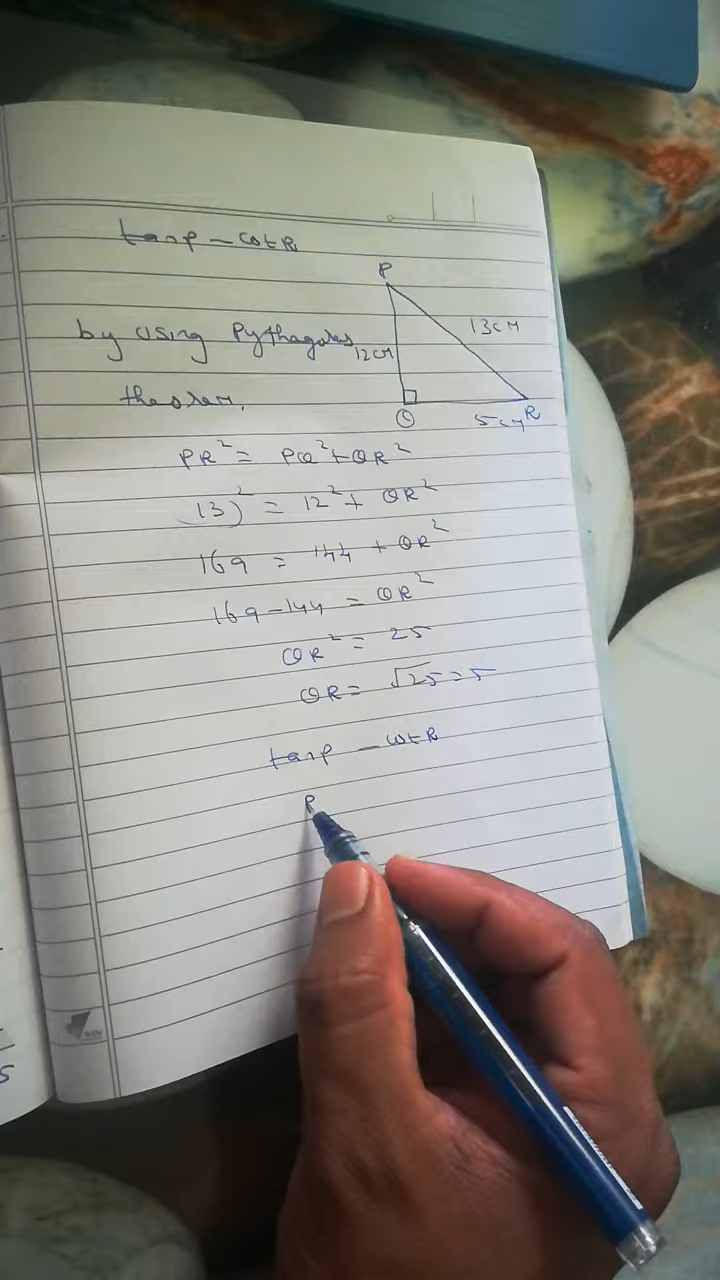 tanP - cotR
P
by using Pythagores
12cm
13cm
theorem.
Q
5cm
R
PR² = PQ² + QR²
(13)² = 12² + QR²
169 = 144 + QR²
169 - 144 = QR²
QR² = 25
QR = √25 = 5
tanP - cotR
P